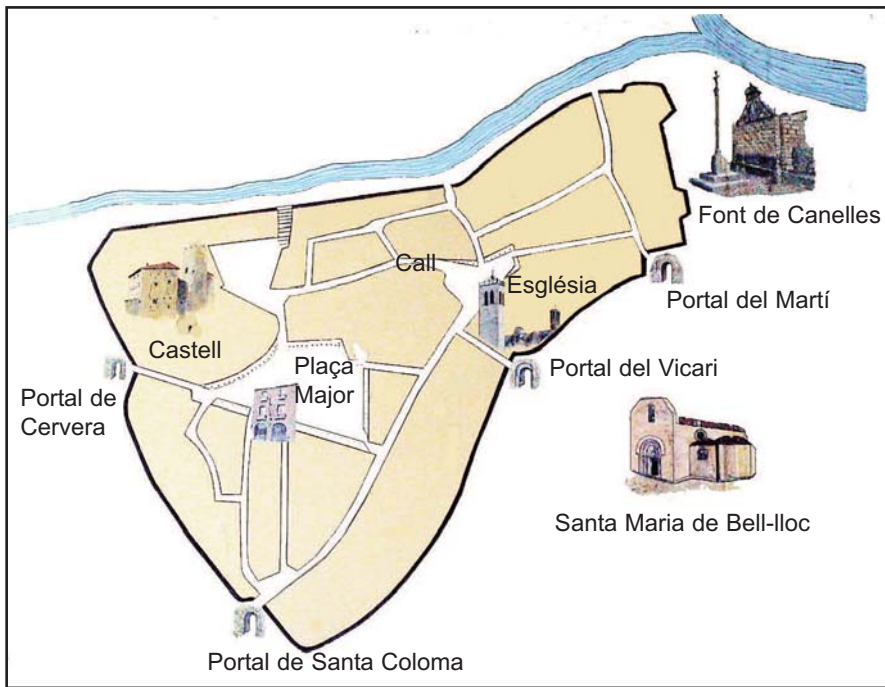 Font de Canelles
Call
Església
Portal del Martí
Castell
Plaça
Major
Portal del Vicari
Portal de
Cervera
Santa Maria de Bell-lloc
Portal de Santa Coloma